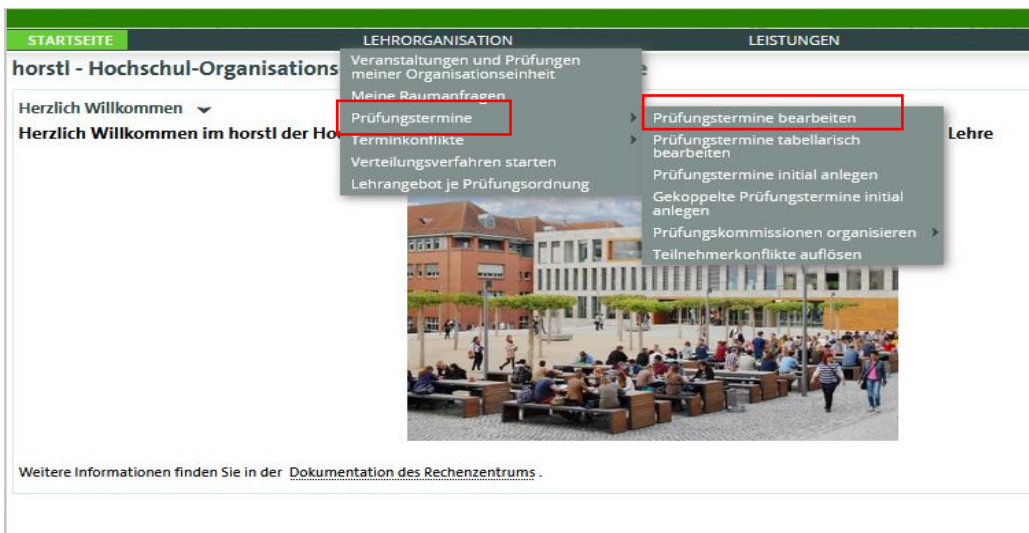 STARTSEITE LEHRORGANISATION LEISTUNGEN
horstl - Hochschul-Organisations
Herzlich Willkommen
Herzlich Willkommen im horstl der Lehre
Veranstaltungen und Prüfungen
meiner Organisationseinheit
Meine Raumanfragen
Prüfungstermine
Terminkonflikte
Verteilungsverfahren starten
Lehrangebot je Prüfungsordnung
Prüfungstermine bearbeiten
Prüfungstermine tabellarisch
bearbeiten
Prüfungstermine initial anlegen
Gekoppelte Prüfungstermine initial
anlegen
Prüfungskommissionen organisieren
Teilnehmerkonflikte auflösen
Weitere Informationen finden Sie in der Dokumentation des Rechenzentrums .